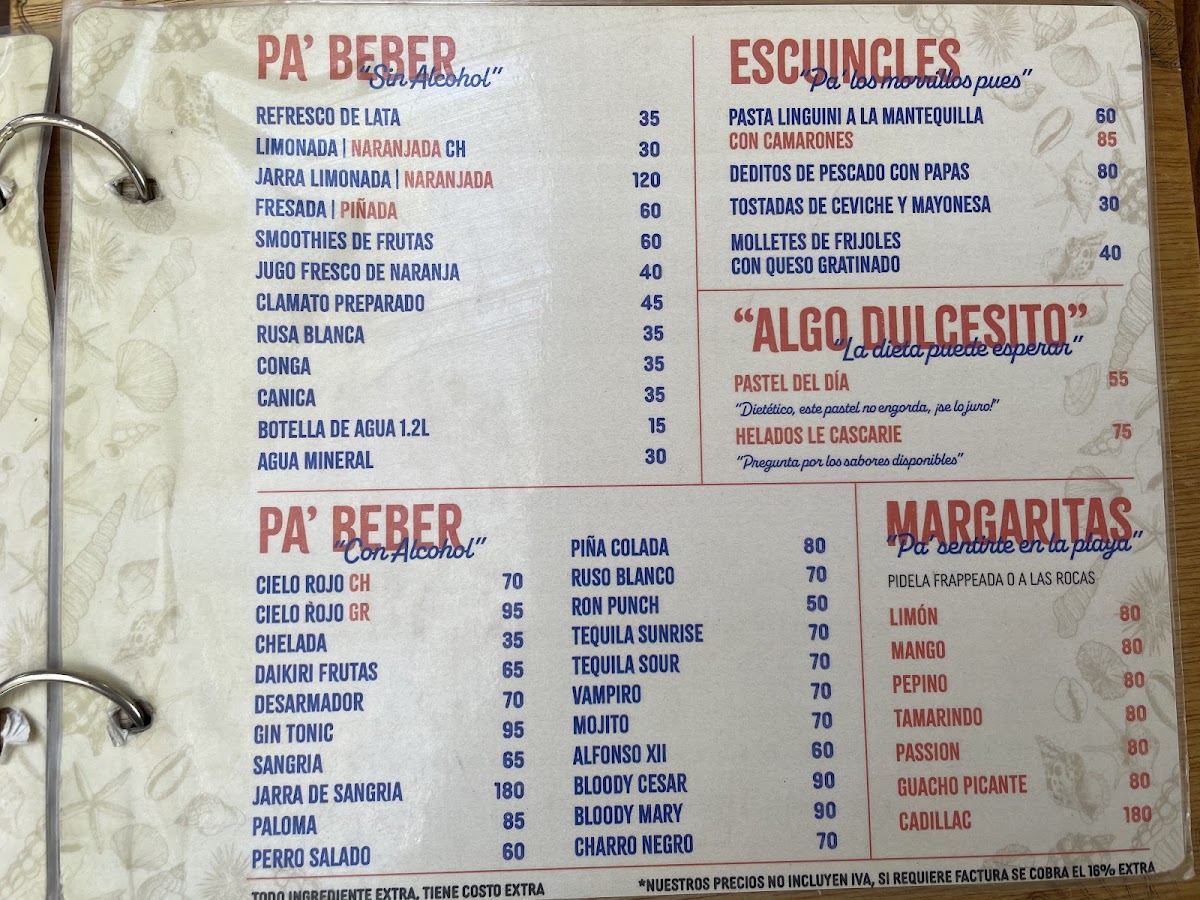 PA' BEBER
"Sin Alcohol"
REFRESCO DE LATA 35
LIMONADA | NARANJADA CH 30
JARRA LIMONADA | NARANJADA 120
FRESADA | PIÑADA 60
SMOOTHIES DE FRUTAS 60
JUGO FRESCO DE NARANJA 40
CLAMATO PREPARADO 45
RUSA BLANCA 35
CONGA 35
CANICA 35
BOTELLA DE AGUA 1.2L 15
AGUA MINERAL 30
ESCUINCLES
"Pa' los morrillos pues"
PASTA LINGUINI A LA MANTEQUILLA 60
CON CAMARONES 85
DEDITOS DE PESCADO CON PAPAS 80
TOSTADAS DE CEVICHE Y MAYONESA 30
MOLLETES DE FRIJOLES
CON QUESO GRATINADO 40
"ALGO DULCESITO"
"La dieta puede esperar"
PASTEL DEL DÍA 55
"Dietético, este pastel no engorda, ¡se lo juro!"
HELADOS LE CASCARIE 75
"Pregunta por los sabores disponibles"
PA' BEBER
"Con Alcohol"
CIELO ROJO CH 70
CIELO ROJO GR 95
CHELADA 35
DAIKIRI FRUTAS 65
DESARMADOR 70
GIN TONIC 95
SANGRIA 65
JARRA DE SANGRIA 180
PALOMA 85
PERRO SALADO 60
PIÑA COLADA 80
RUSO BLANCO 70
RON PUNCH 50
TEQUILA SUNRISE 70
TEQUILA SOUR 70
VAMPIRO 70
MOJITO 70
ALFONSO XII 60
BLOODY CESAR 90
BLOODY MARY 90
CHARRO NEGRO 70
MARGARITAS
"Pa' sentirte en la playa"
PIDELA FRAPPEADA O A LAS ROCAS
LIMÓN 80
MANGO 80
PEPINO 80
TAMARINDO 80
PASSION 80
GUACHO PICANTE 80
CADILLAC 180
TODO INGREDIENTE EXTRA, TIENE COSTO EXTRA
*NUESTROS PRECIOS NO INCLUYEN IVA, SI REQUIERE FACTURA SE COBRA EL 16% EXTRA